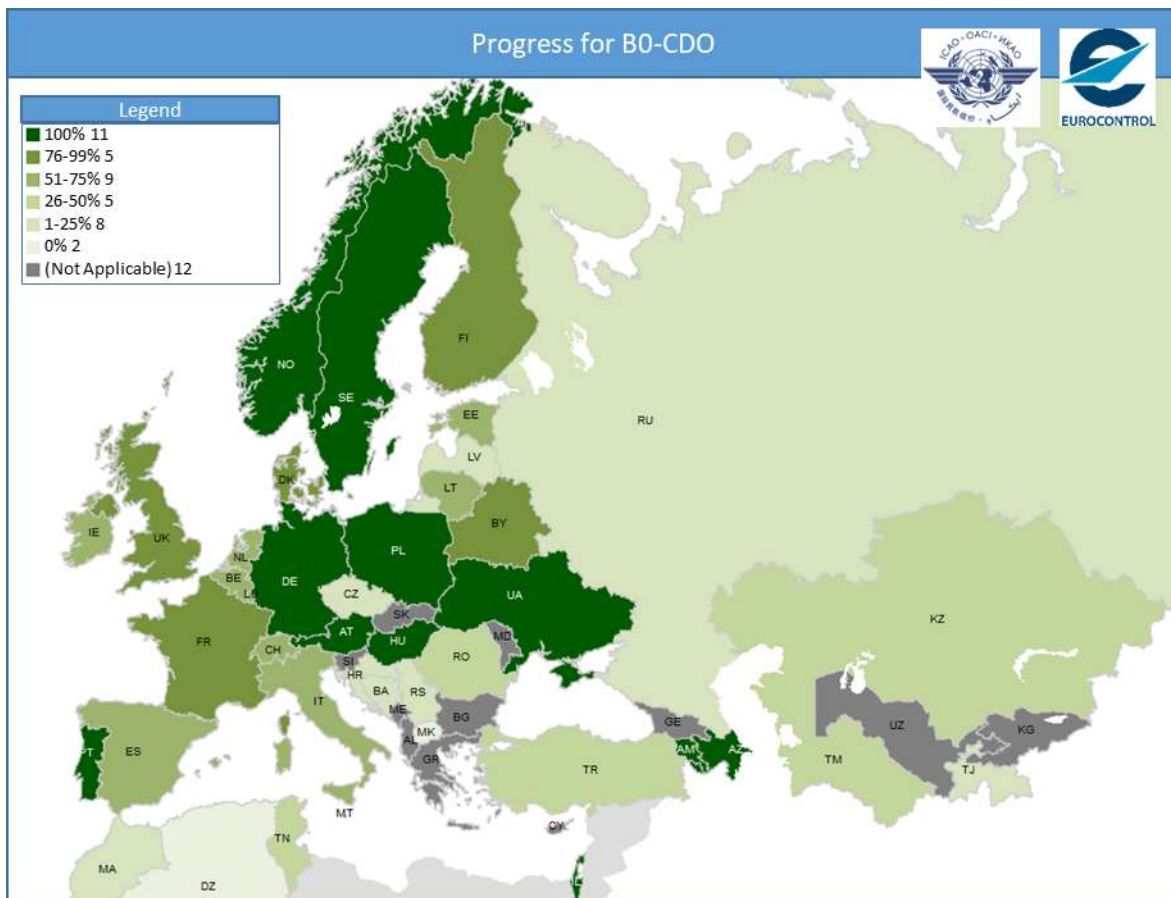 Progress for B0-CDO
ICAO · OACI · ИКАО
EUROCONTROL
Legend
100% 11
76-99% 5
51-75% 9
26-50% 5
1-25% 8
0% 2
(Not Applicable) 12
NO
SE
FI
RU
EE
LV
LT
DK
BY
IE
UK
NL
BE
DE
PL
CZ
UA
KZ
SK
AT
HU
MD
FR
CH
SI
HR
RO
BA
RS
IT
ME
BG
MK
GE
UZ
KG
PT
ES
AL
GR
AM
AZ
TR
TM
TJ
MT
CY
TN
MA
DZ